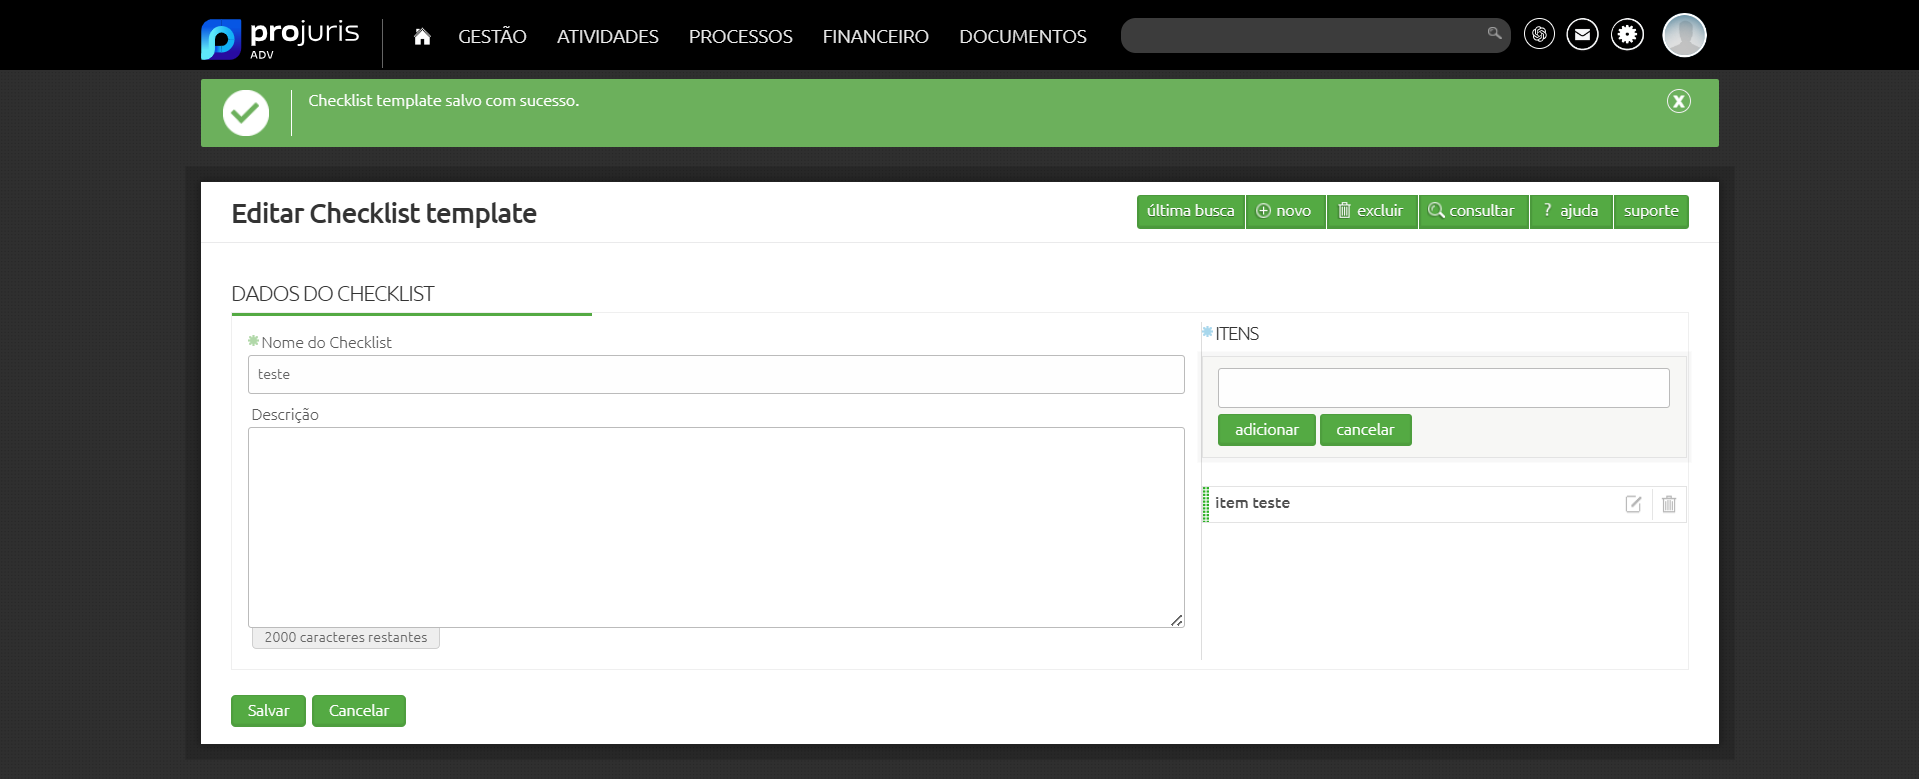 projuris
ADV
GESTÃO ATIVIDADES PROCESSOS FINANCEIRO DOCUMENTOS
Checklist template salvo com sucesso.
Editar Checklist template
última busca novo excluir consultar ? ajuda suporte
DADOS DO CHECKLIST
Nome do Checklist
teste
Descrição
2000 caracteres restantes
ITENS
adicionar cancelar
item teste
Salvar Cancelar